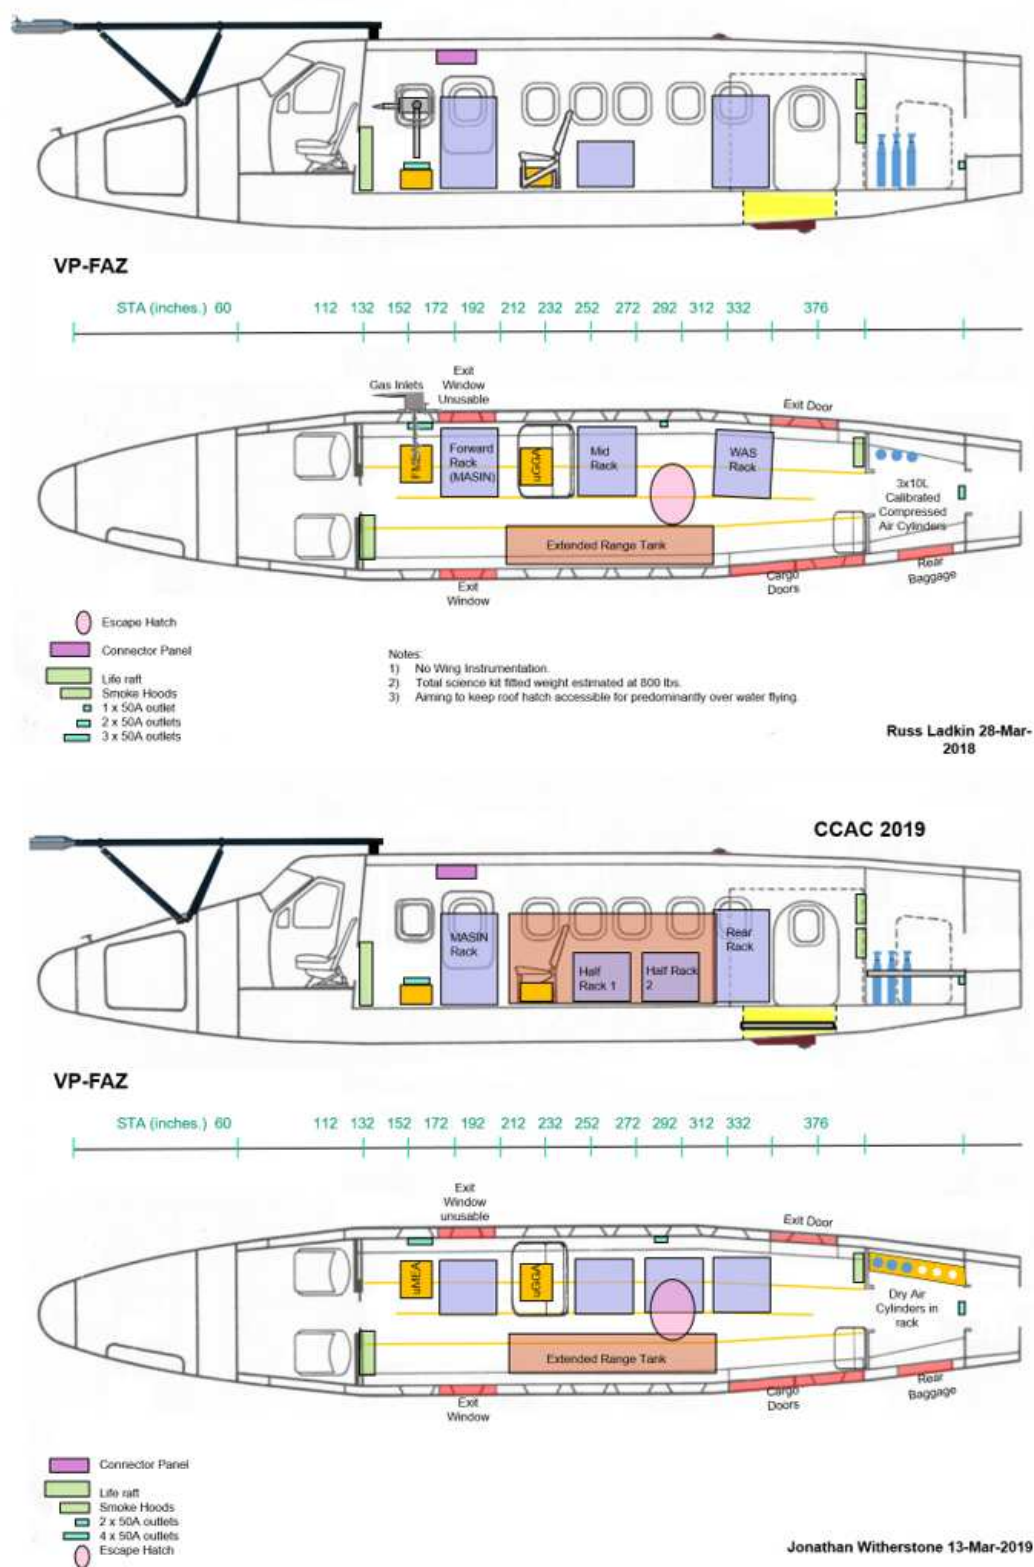 VP-FAZ
STA (inches.) 60 112 132 152 172 192 212 232 252 272 292 312 332 376
Exit
Window
Unusable
Gas Inlets
Exit Door
FMEA
Forward
Rack
(MASIN)
uGGA
Mid
Rack
WAS
Rack
3x10L
Calibrated
Compressed
Air Cylinders
Extended Range Tank
Exit
Window
Cargo
Doors
Rear
Baggage
Escape Hatch
Connector Panel
Life raft
Smoke Hoods
1 x 50A outlet
2 x 50A outlets
3 x 50A outlets
Notes:
1) No Wing Instrumentation.
2) Total science kit fitted weight estimated at 800 lbs.
3) Aiming to keep roof hatch accessible for predominantly over water flying.
Russ Ladkin 28-Mar-
2018
CCAC 2019
MASIN
Rack
Half
Rack 1
Half Rack
2
Rear
Rack
VP-FAZ
STA (inches.) 60 112 132 152 172 192 212 232 252 272 292 312 332 376
Exit
Window
unusable
Exit Door
uMEA
uGGA
Dry Air
Cylinders in
rack
Extended Range Tank
Exit
Window
Cargo
Doors
Rear
Baggage
Connector Panel
Life raft
Smoke Hoods
2 x 50A outlets
4 x 50A outlets
Escape Hatch
Jonathan Witherstone 13-Mar-2019